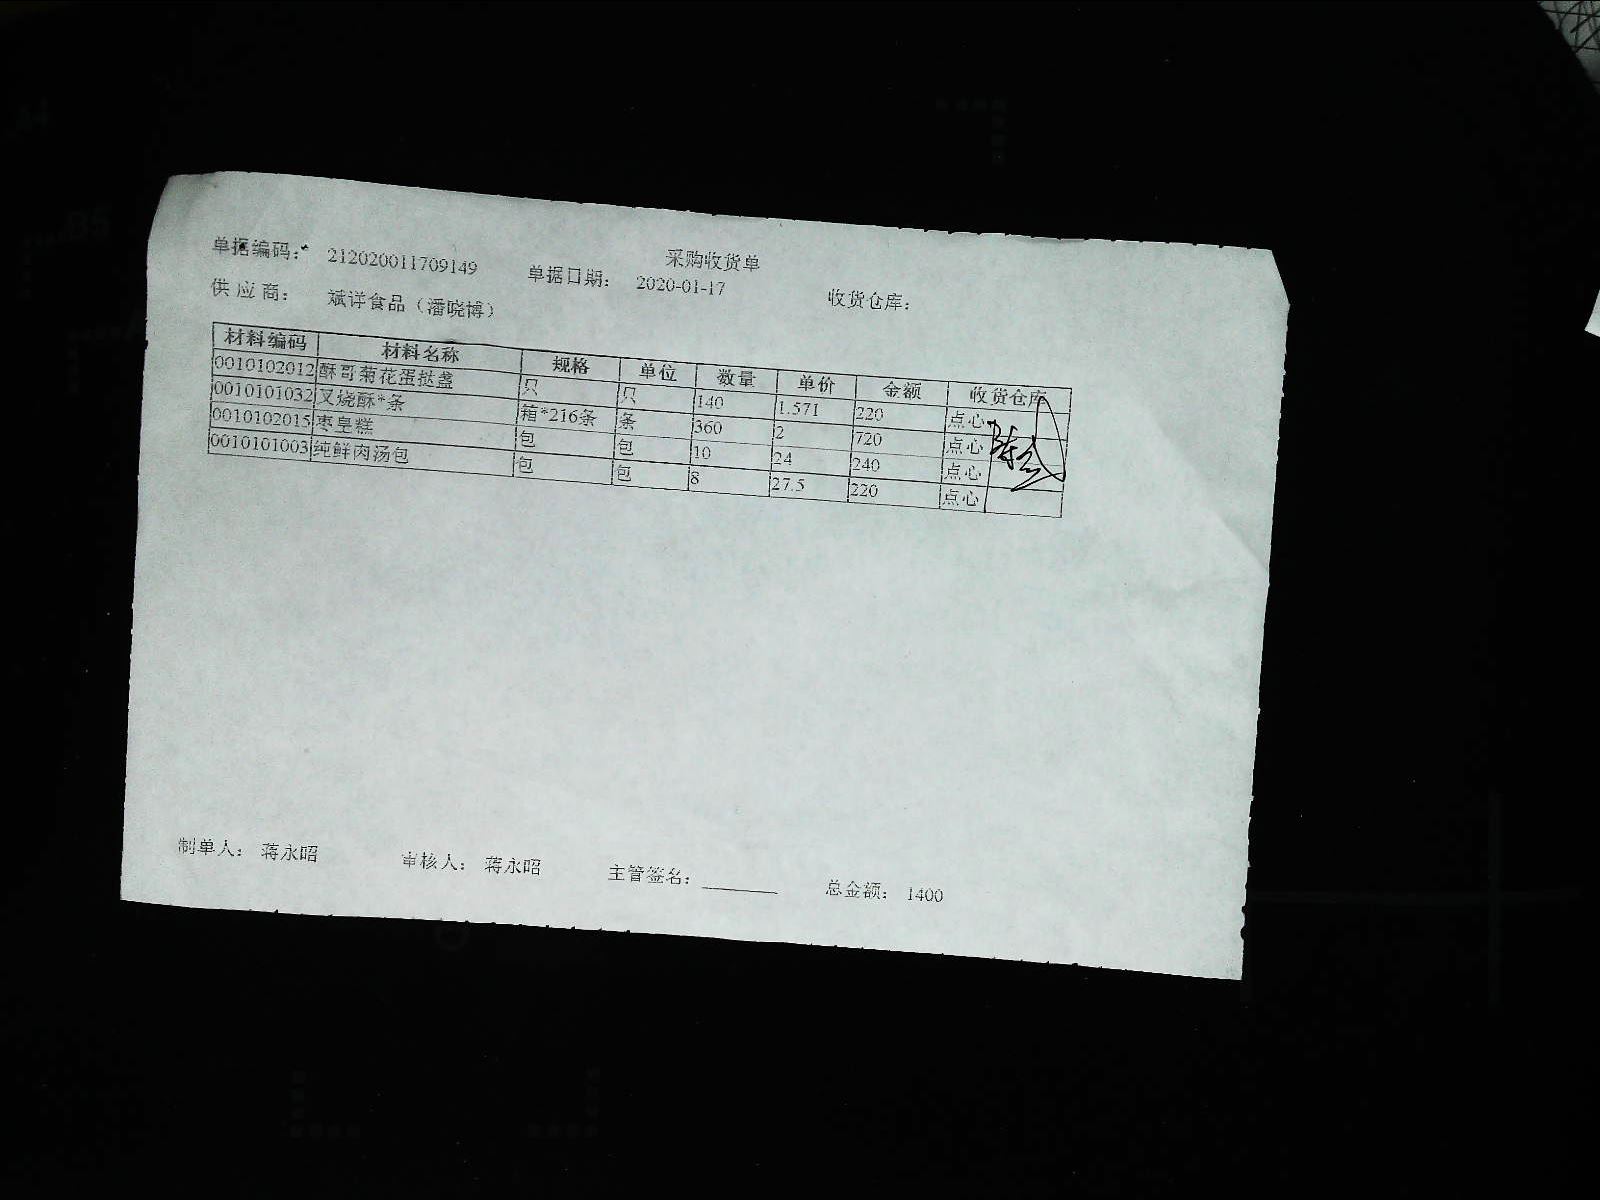 采购收货单
单据编码: 212020011709149 单据日期: 2020-01-17 收货仓库:
供应商: 斌详食品（潘晓博）
材料编码 材料名称 规格 单位 数量 单价 金额 收货仓库
0010102012 酥哥菊花蛋挞盏 只 只 140 1.571 220 点心
0010101032 叉烧酥*条 箱*216条 条 360 2 720 点心
0010102015 枣皇糕 包 包 10 24 240 点心
0010101003 纯鲜肉汤包 包 包 8 27.5 220 点心
制单人: 蒋永昭 审核人: 蒋永昭 主管签名: 总金额: 1400